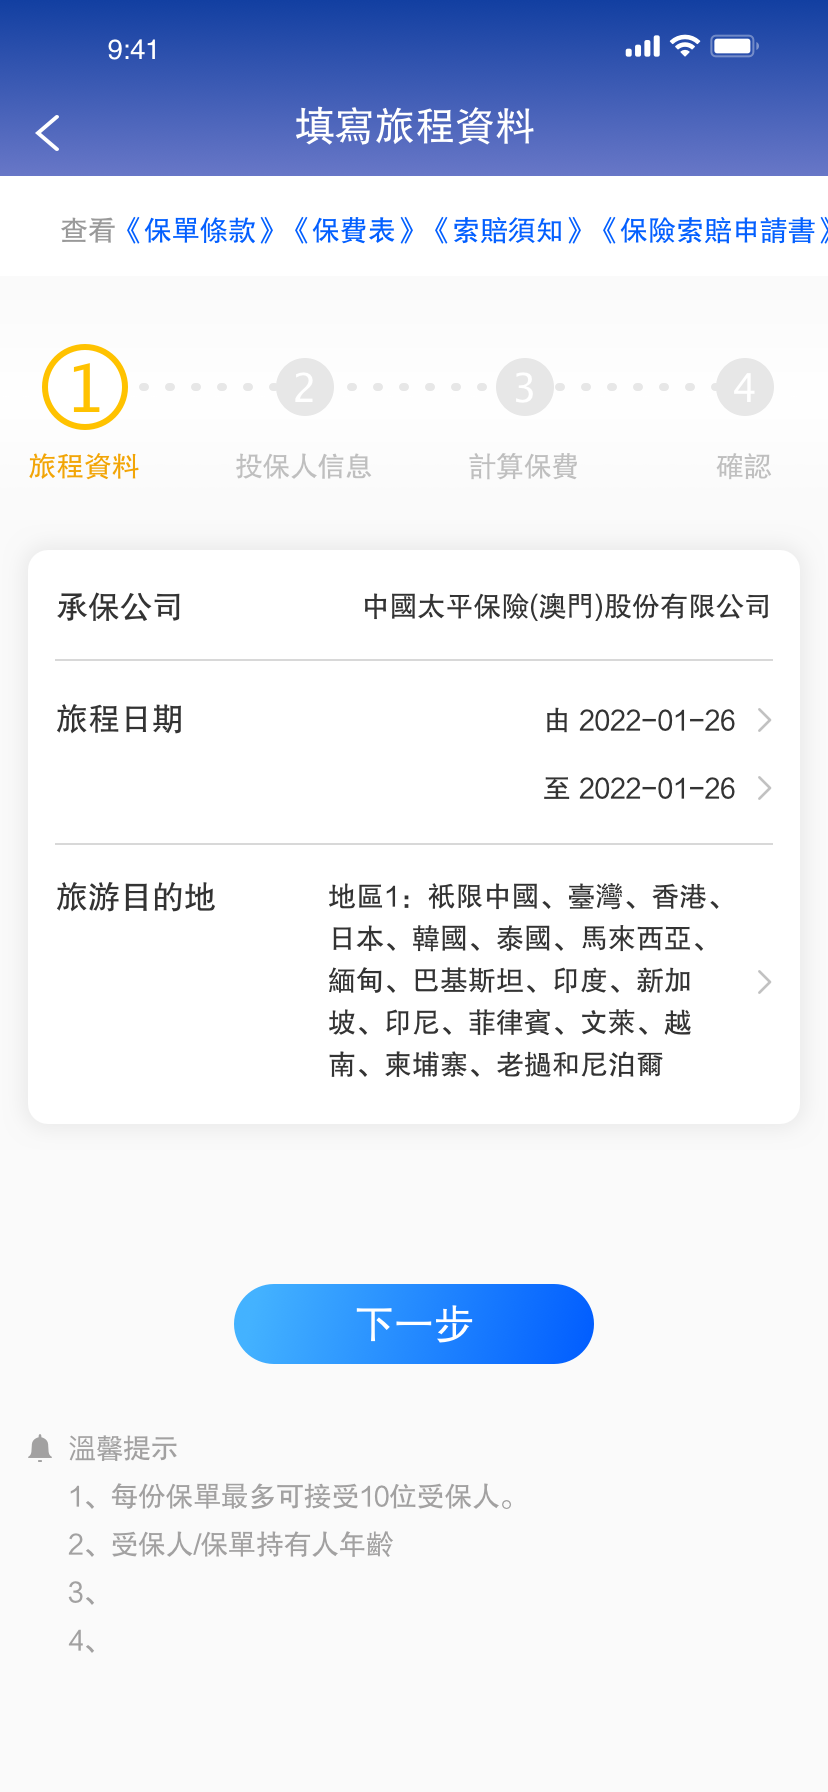 9:41
填寫旅程資料
查看《保單條款》《保費表》《索賠須知》《保險索賠申請書》
1
2
3
4
旅程資料
投保人信息
計算保費
確認
承保公司
中國太平保險(澳門)股份有限公司
旅程日期
由 2022-01-26
至 2022-01-26
旅游目的地
地區1：衹限中國、臺灣、香港、
日本、韓國、泰國、馬來西亞、
緬甸、巴基斯坦、印度、新加
坡、印尼、菲律賓、文萊、越
南、柬埔寨、老撾和尼泊爾
下一步
溫馨提示
1、每份保單最多可接受10位受保人。
2、受保人/保單持有人年齡
3、
4、